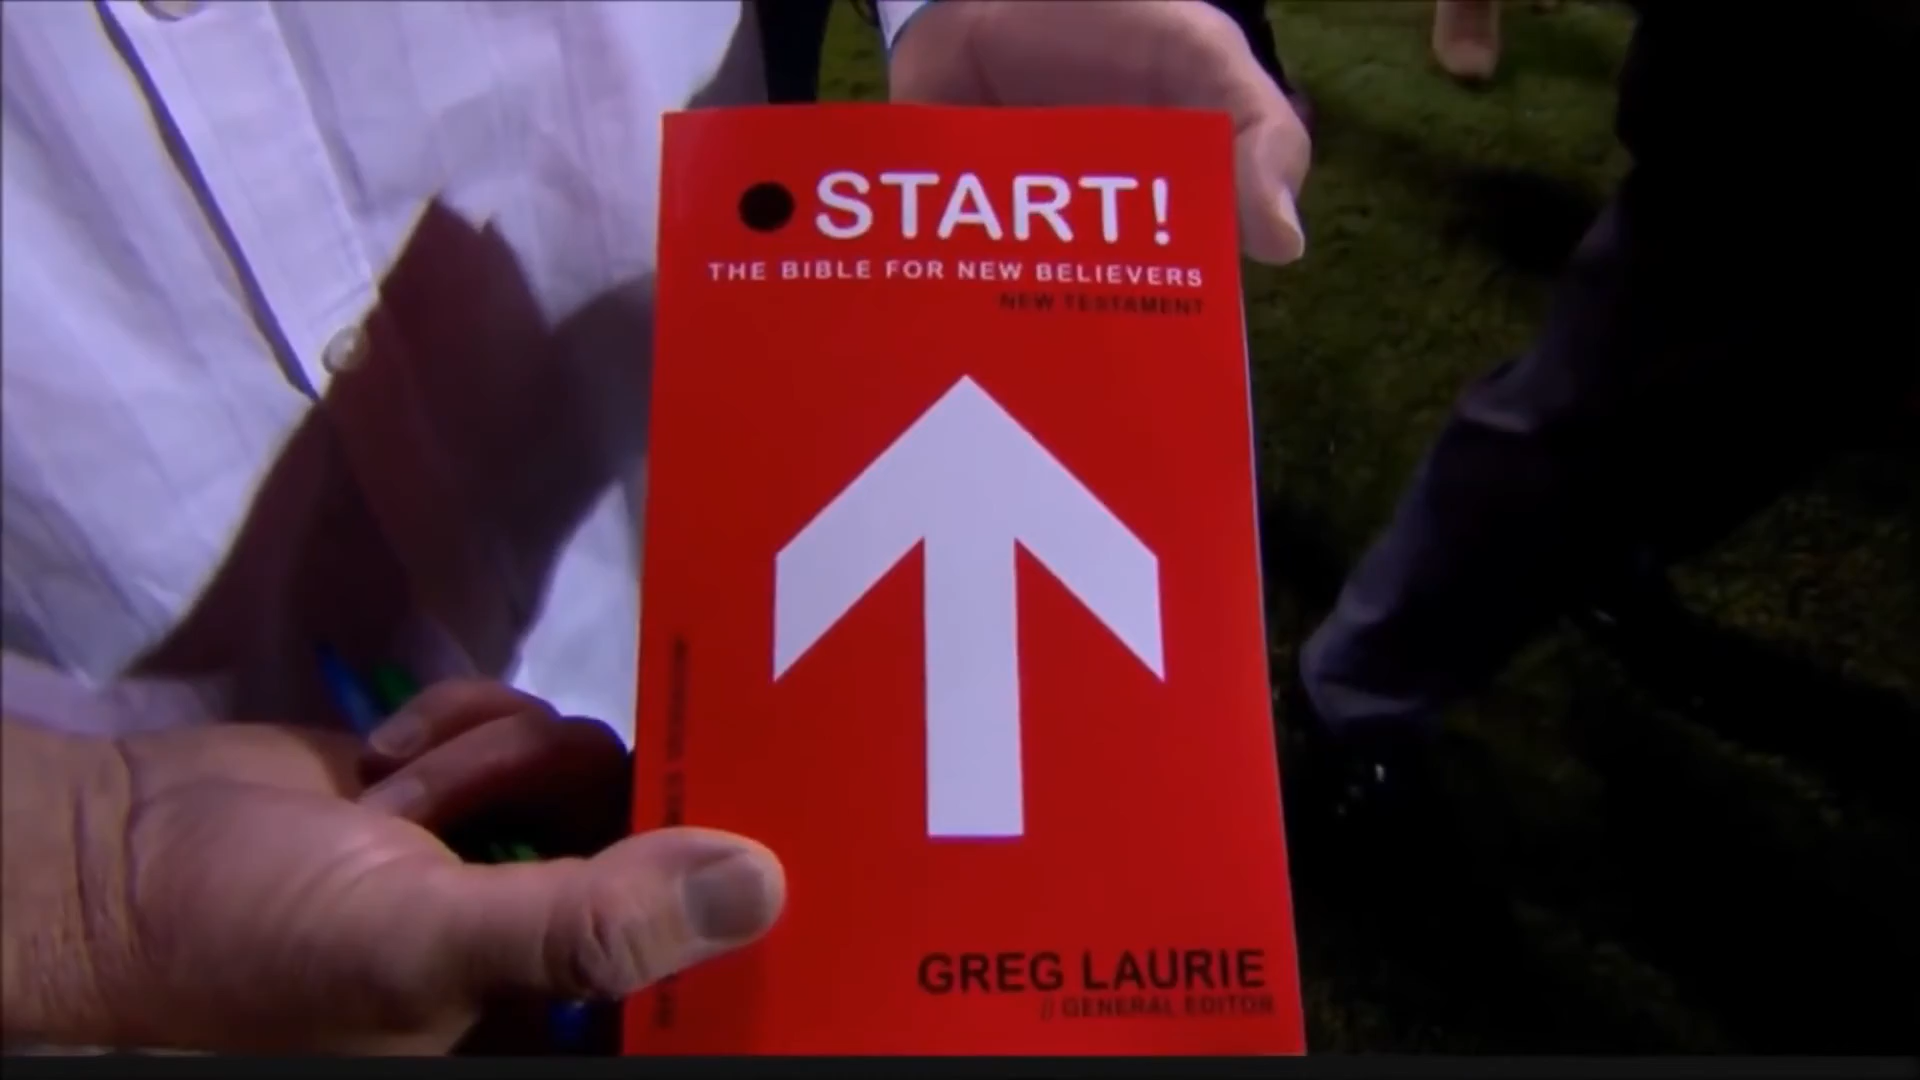 START!
THE BIBLE FOR NEW BELIEVERS
NEW TESTAMENT
GREG LAURIE
// GENERAL EDITOR